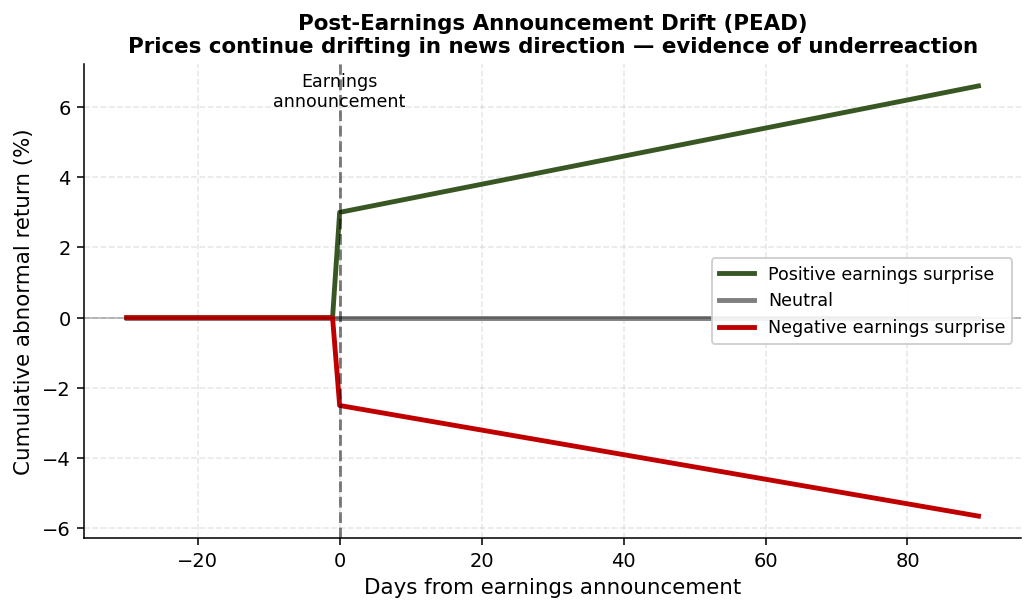 Post-Earnings Announcement Drift (PEAD)
Prices continue drifting in news direction — evidence of underreaction
Earnings
announcement
Cumulative abnormal return (%)
6
4
2
0
−2
−4
−6
Positive earnings surprise
Neutral
Negative earnings surprise
−20
0
20
40
60
80
Days from earnings announcement